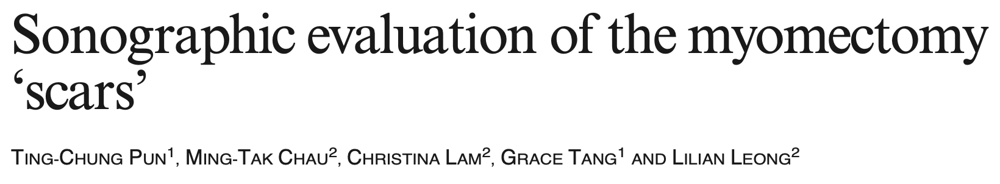 Sonographic evaluation of the myomectomy
‘scars’
TING-CHUNG PUN¹, MING-TAK CHAU², CHRISTINA LAM², GRACE TANG¹ AND LILIAN LEONG²